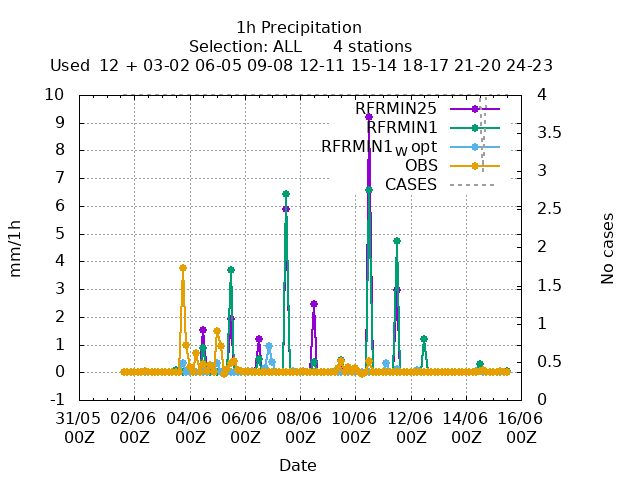 1h Precipitation
Selection: ALL 4 stations
Used 12 + 03-02 06-05 09-08 12-11 15-14 18-17 21-20 24-23
mm/1h
10
9
8
7
6
5
4
3
2
1
0
-1
RFRMIN25
RFRMIN1
RFRMIN1w opt
OBS
CASES
4
3.5
3
2.5
2
1.5
1
0.5
0
No cases
31/05 02/06 04/06 06/06 08/06 10/06 12/06 14/06 16/06
00Z 00Z 00Z 00Z 00Z 00Z 00Z 00Z 00Z
Date